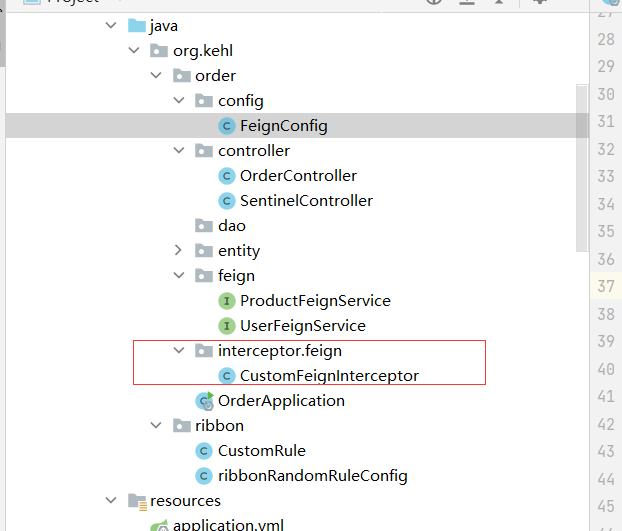 Project
java
org.kehl
order
config
C FeignConfig
controller
C OrderController
C SentinelController
dao
entity
feign
I ProductFeignService
I UserFeignService
interceptor.feign
C CustomFeignInterceptor
C OrderApplication
ribbon
C CustomRule
C ribbonRandomRuleConfig
resources
application.yml
27
28
29
30
31
32
33
34
35
36
37
38
39
40
41
42
43
44
45